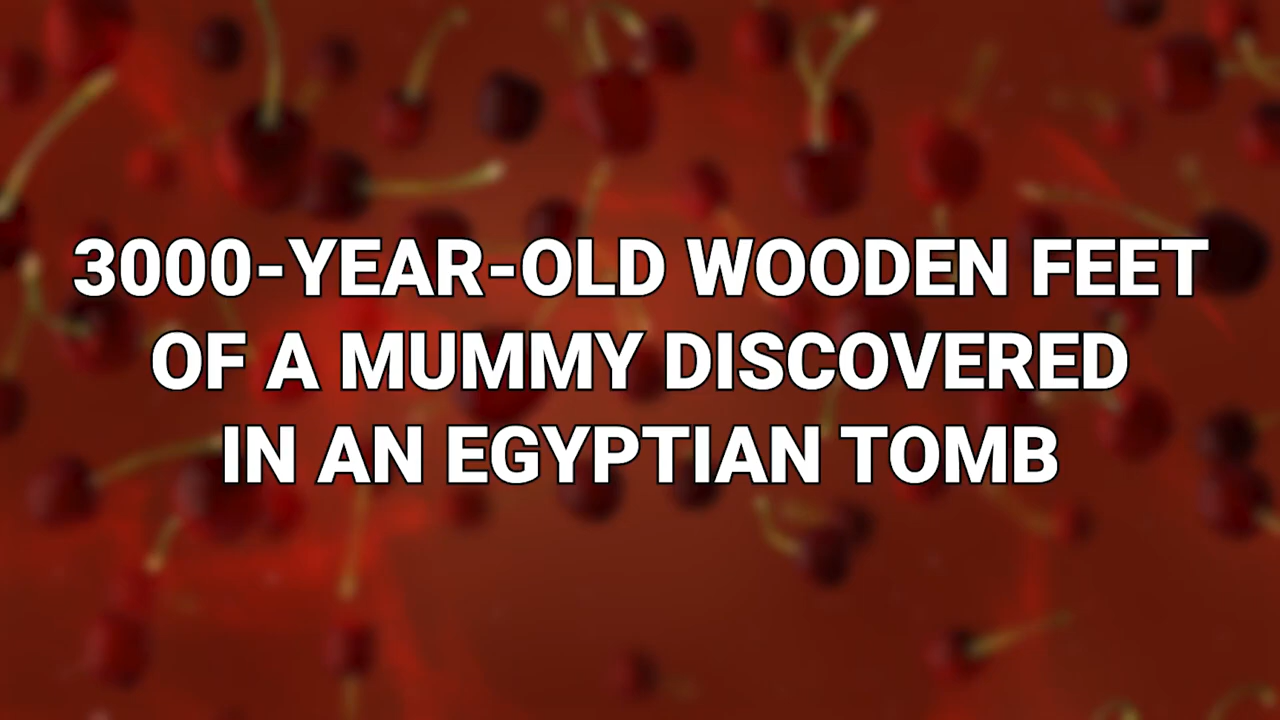 3000-YEAR-OLD WOODEN FEET
OF A MUMMY DISCOVERED
IN AN EGYPTIAN TOMB